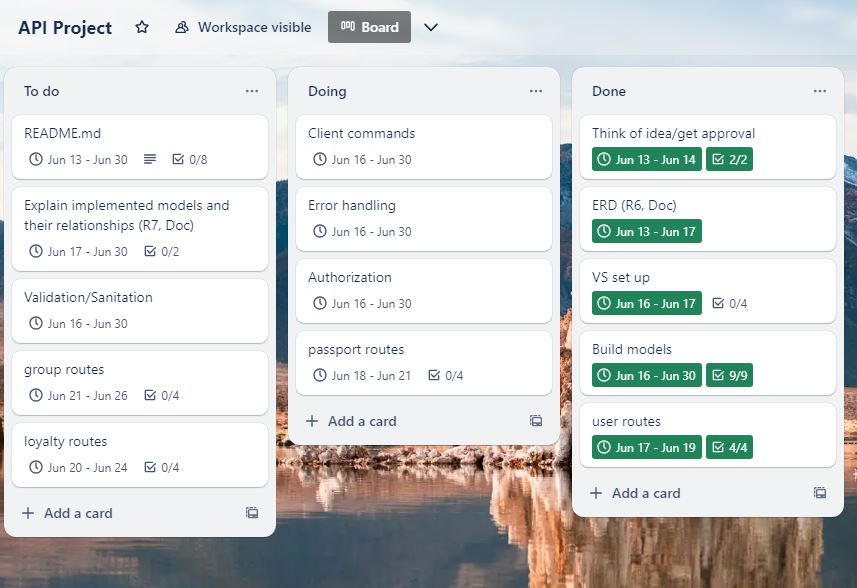 API Project
Workspace visible
Board
To do
README.md
Jun 13 - Jun 30
0/8
Explain implemented models and
their relationships (R7, Doc)
Jun 17 - Jun 30
0/2
Validation/Sanitation
Jun 16 - Jun 30
group routes
Jun 21 - Jun 26
0/4
loyalty routes
Jun 20 - Jun 24
0/4
+ Add a card
Doing
Client commands
Jun 16 - Jun 30
Error handling
Jun 16 - Jun 30
Authorization
Jun 16 - Jun 30
passport routes
Jun 18 - Jun 21
0/4
+ Add a card
Done
Think of idea/get approval
Jun 13 - Jun 14
2/2
ERD (R6, Doc)
Jun 13 - Jun 17
VS set up
Jun 16 - Jun 17
0/4
Build models
Jun 16 - Jun 30
9/9
user routes
Jun 17 - Jun 19
4/4
+ Add a card